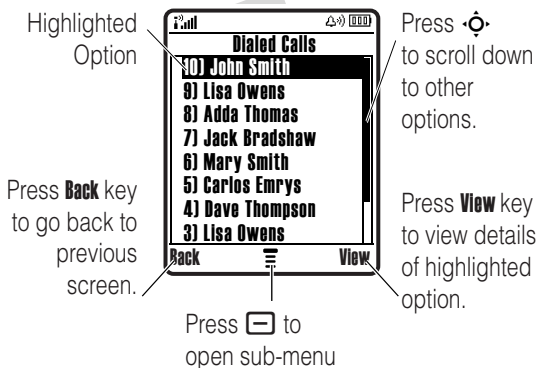 Highlighted
Option
Dialed Calls
10) John Smith
9) Lisa Owens
8) Adda Thomas
7) Jack Bradshaw
6) Mary Smith
5) Carlos Emrys
4) Dave Thompson
3) Lisa Owens
Back View
Press
to scroll down
to other
options.
Press Back key
to go back to
previous
screen.
Press View key
to view details
of highlighted
option.
Press to
open sub-menu